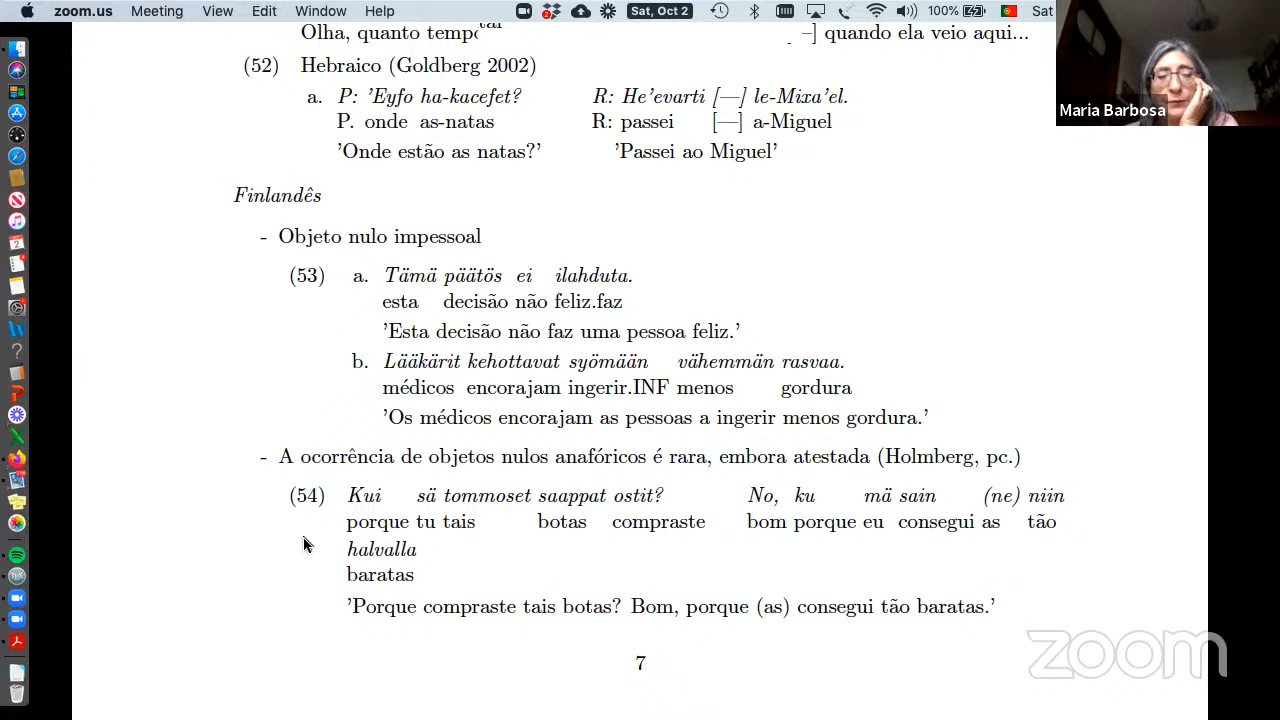 zoom.us Meeting View Edit Window Help Sat, Oct 2 100% Sat
Olha, quanto tempo –] quando ela veio aqui...
(52) Hebraico (Goldberg 2002)
a. P: 'Eyfo ha-kacefet? R: He'evarti [—] le-Mixa'el.
P. onde as-natas R: passei [—] a-Miguel
'Onde estão as natas?' 'Passei ao Miguel'
Maria Barbosa
Finlandês
- Objeto nulo impessoal
(53) a. Tämä päätös ei ilahduta.
esta decisão não feliz.faz
'Esta decisão não faz uma pessoa feliz.'
b. Lääkärit kehottavat syömään vähemmän rasvaa.
médicos encorajam ingerir.INF menos gordura
'Os médicos encorajam as pessoas a ingerir menos gordura.'
- A ocorrência de objetos nulos anafóricos é rara, embora atestada (Holmberg, pc.)
(54) Kui sä tommoset saappat ostit? No, ku mä sain (ne) niin
porque tu tais botas compraste bom porque eu consegui as tão
halvalla
baratas
'Porque compraste tais botas? Bom, porque (as) consegui tão baratas.'
7
zoom